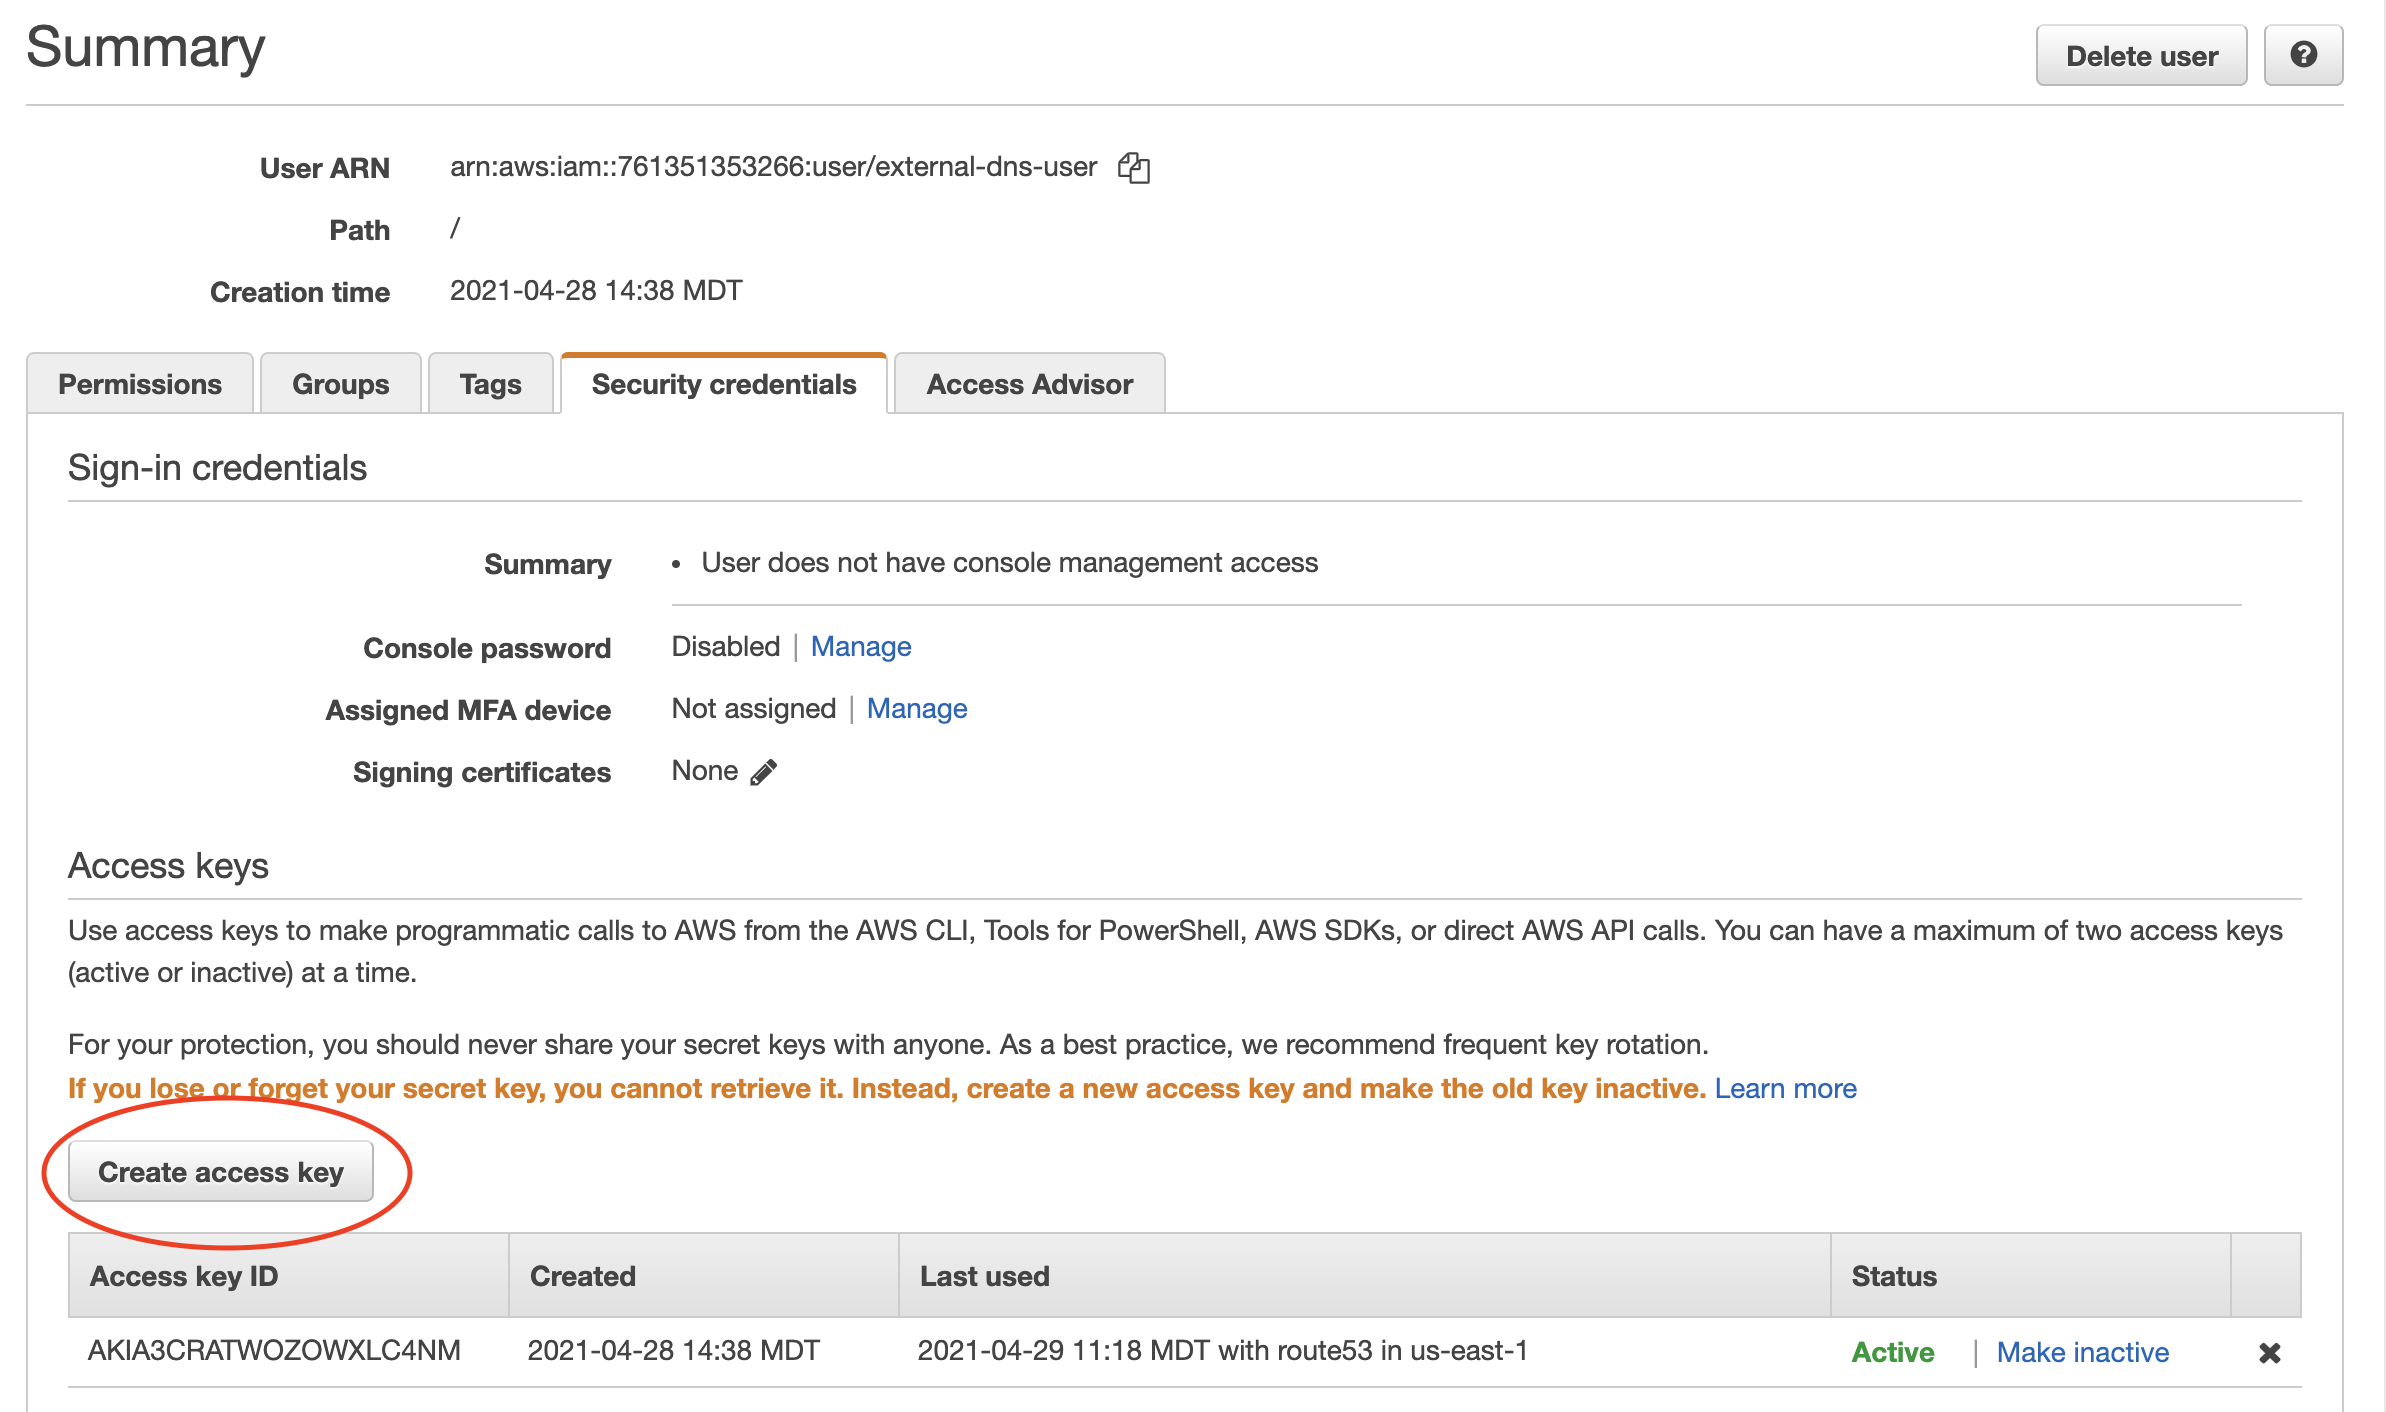 Summary
Delete user
User ARN arn:aws:iam::761351353266:user/external-dns-user
Path /
Creation time 2021-04-28 14:38 MDT
Permissions Groups Tags Security credentials Access Advisor
Sign-in credentials
Summary • User does not have console management access
Console password Disabled | Manage
Assigned MFA device Not assigned | Manage
Signing certificates None
Access keys
Use access keys to make programmatic calls to AWS from the AWS CLI, Tools for PowerShell, AWS SDKs, or direct AWS API calls. You can have a maximum of two access keys
(active or inactive) at a time.
For your protection, you should never share your secret keys with anyone. As a best practice, we recommend frequent key rotation.
If you lose or forget your secret key, you cannot retrieve it. Instead, create a new access key and make the old key inactive. Learn more
Create access key
Access key ID Created Last used Status
AKIA3CRATWOZOWXLC4NM 2021-04-28 14:38 MDT 2021-04-29 11:18 MDT with route53 in us-east-1 Active | Make inactive